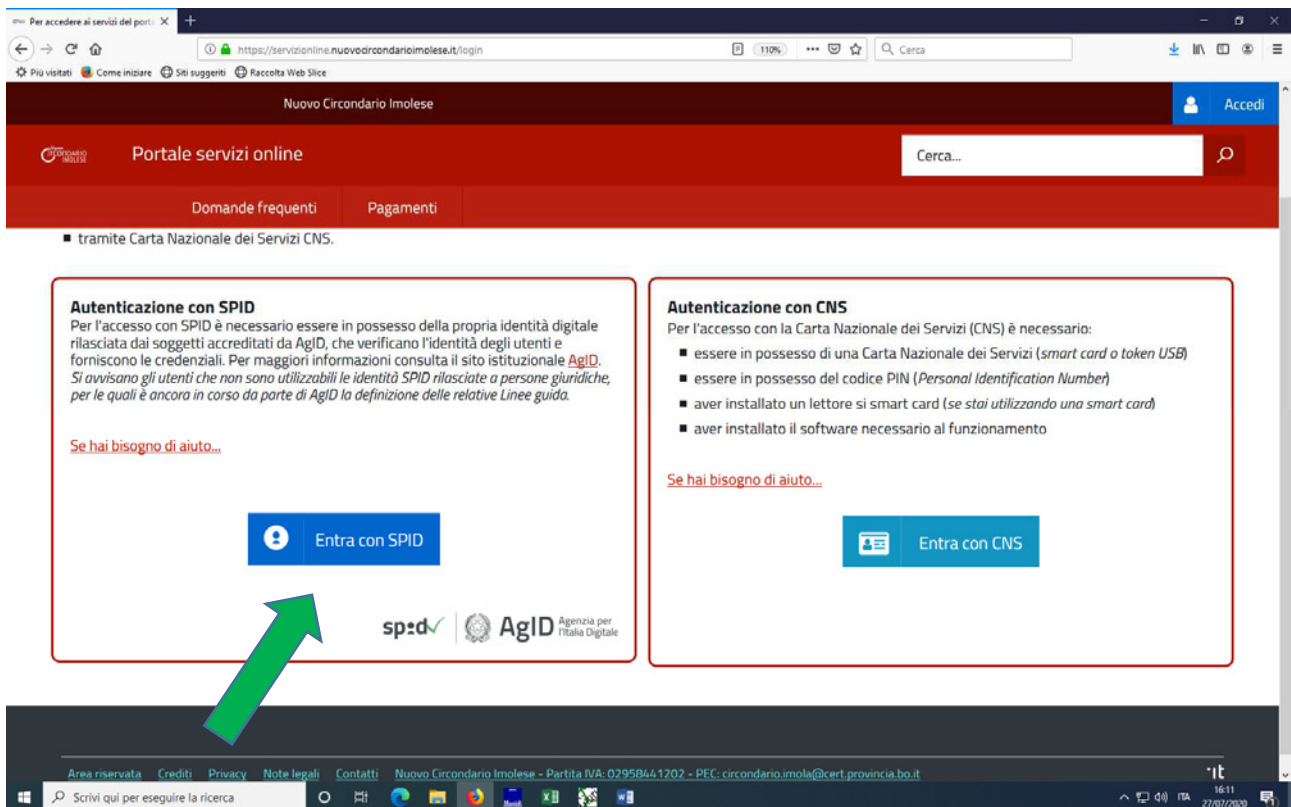 Per accedere ai servizi del port
https://servizionline.nuovocircondarioimolese.it/login
110%
Cerca
Più visitati
Come iniziare
Siti suggeriti
Raccolta Web Slice
Nuovo Circondario Imolese
Accedi
CIRCONDARIO
IMOLESE
Portale servizi online
Cerca...
Domande frequenti
Pagamenti
tramite Carta Nazionale dei Servizi CNS.
Autenticazione con SPID
Per l'accesso con SPID è necessario essere in possesso della propria identità digitale
rilasciata dai soggetti accreditati da AgID, che verificano l'identità degli utenti e
forniscono le credenziali. Per maggiori informazioni consulta il sito istituzionale AgID.
Si avvisano gli utenti che non sono utilizzabili le identità SPID rilasciate a persone giuridiche,
per le quali è ancora in corso da parte di AgID la definizione delle relative Linee guida.
Se hai bisogno di aiuto...
Entra con SPID
spid
AgID Agenzia per
l'Italia Digitale
Autenticazione con CNS
Per l'accesso con la Carta Nazionale dei Servizi (CNS) è necessario:
essere in possesso di una Carta Nazionale dei Servizi (smart card o token USB)
essere in possesso del codice PIN (Personal Identification Number)
aver installato un lettore si smart card (se stai utilizzando una smart card)
aver installato il software necessario al funzionamento
Se hai bisogno di aiuto...
Entra con CNS
Area riservata
Crediti
Privacy
Note legali
Contatti
Nuovo Circondario Imolese - Partita IVA: 02958441202 - PEC: circondario.imola@cert.provincia.bo.it
Scrivi qui per eseguire la ricerca
ITA
16:11
27/07/2020